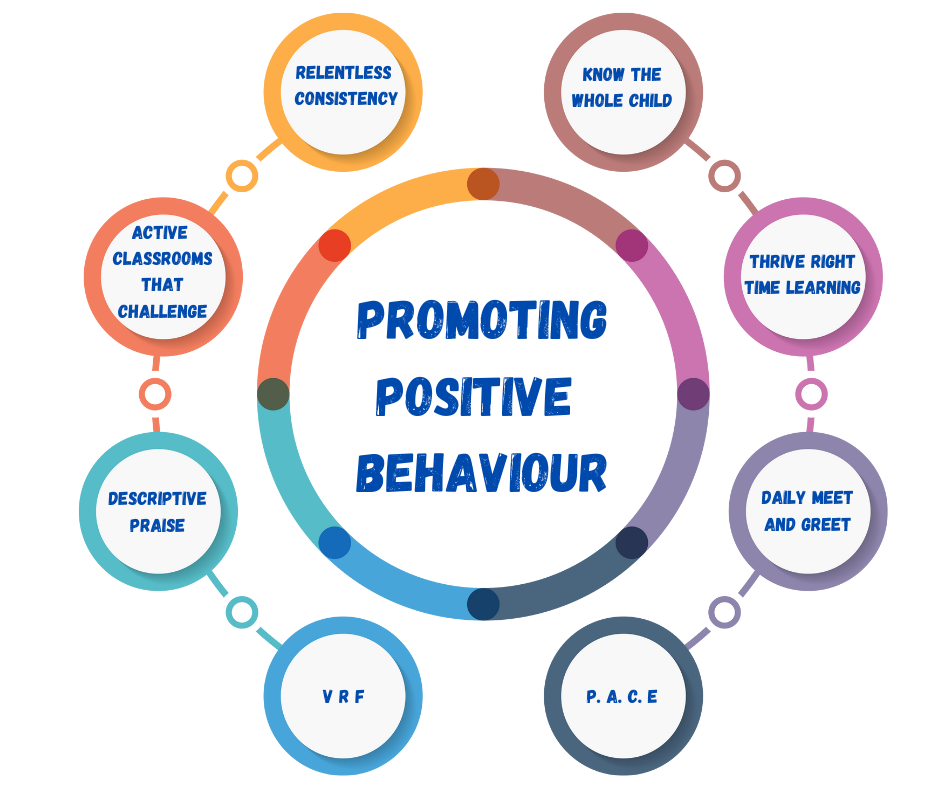 RELENTLESS
CONSISTENCY
KNOW THE
WHOLE CHILD
ACTIVE
CLASSROOMS
THAT
CHALLENGE
THRIVE RIGHT
TIME LEARNING
PROMOTING
POSITIVE
BEHAVIOUR
DESCRIPTIVE
PRAISE
DAILY MEET
AND GREET
V R F
P. A. C. E